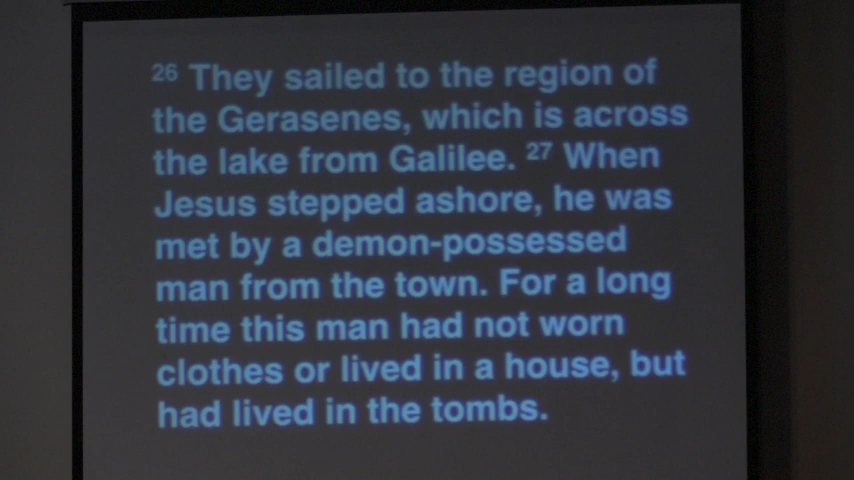 26 They sailed to the region of
the Gerasenes, which is across
the lake from Galilee. 27 When
Jesus stepped ashore, he was
met by a demon-possessed
man from the town. For a long
time this man had not worn
clothes or lived in a house, but
had lived in the tombs.